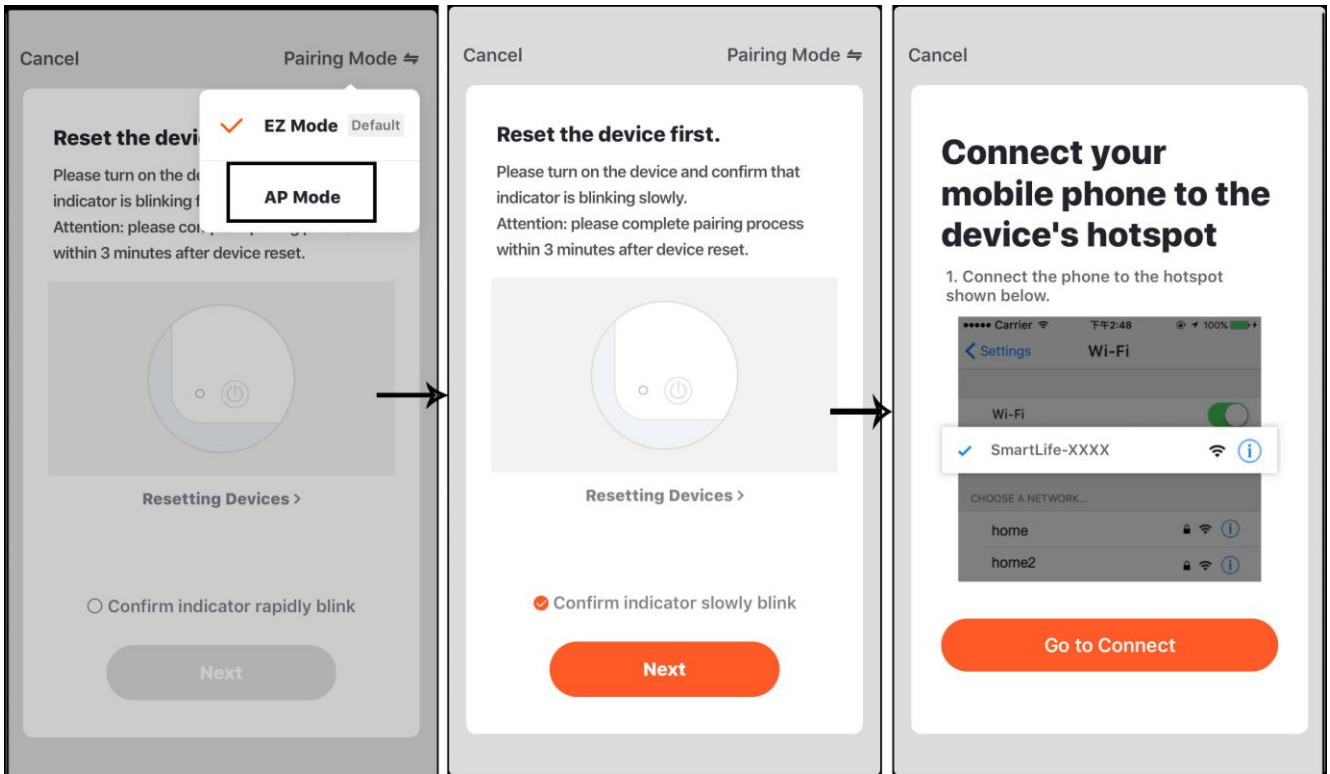 Cancel
Pairing Mode ⇋
EZ Mode Default
AP Mode
Reset the devi
Please turn on the de
indicator is blinking
Attention: please
within 3 minutes after device reset.
Resetting Devices >
Confirm indicator rapidly blink
Next
Cancel
Pairing Mode ⇋
Reset the device first.
Please turn on the device and confirm that
indicator is blinking slowly.
Attention: please complete pairing process
within 3 minutes after device reset.
Resetting Devices >
Confirm indicator slowly blink
Next
Cancel
Connect your
mobile phone to the
device's hotspot
1. Connect the phone to the hotspot
shown below.
Carrier 下午2:48 100%
Settings Wi-Fi
Wi-Fi
SmartLife-XXXX
CHOOSE A NETWORK...
home
home2
Go to Connect